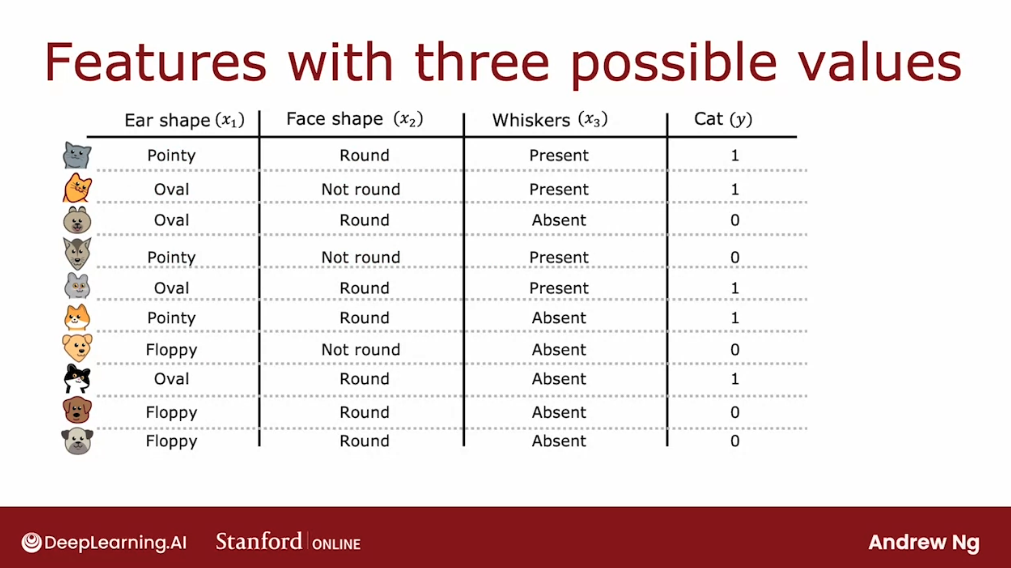 Features with three possible values
Ear shape (x₁) Face shape (x₂) Whiskers (x₃) Cat (y)
Pointy Round Present 1
Oval Not round Present 1
Oval Round Absent 0
Pointy Not round Present 0
Oval Round Present 1
Pointy Round Absent 1
Floppy Not round Absent 0
Oval Round Absent 1
Floppy Round Absent 0
Floppy Round Absent 0
DeepLearning.AI Stanford ONLINE Andrew Ng